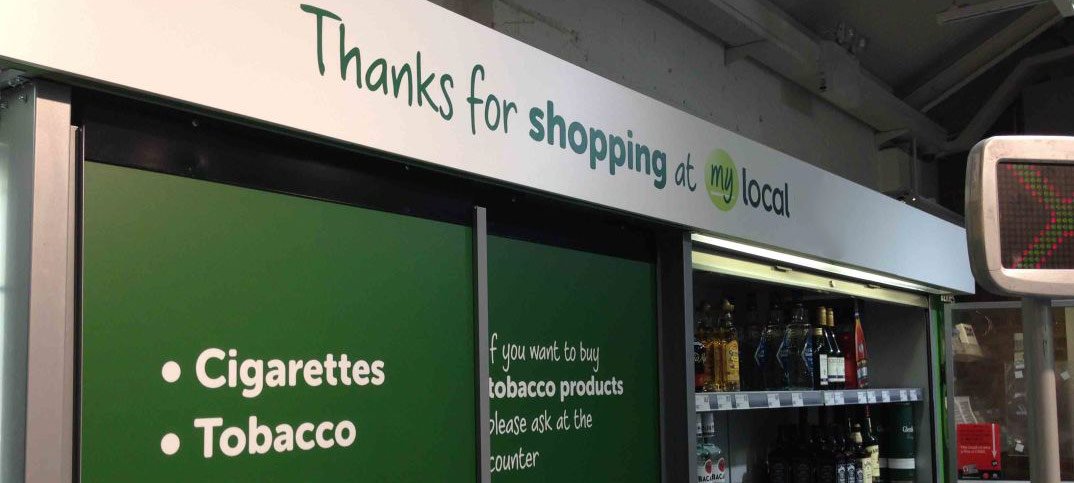 Thanks for shopping at my local
• Cigarettes
• Tobacco
f you want to buy
tobacco products
please ask at the
counter